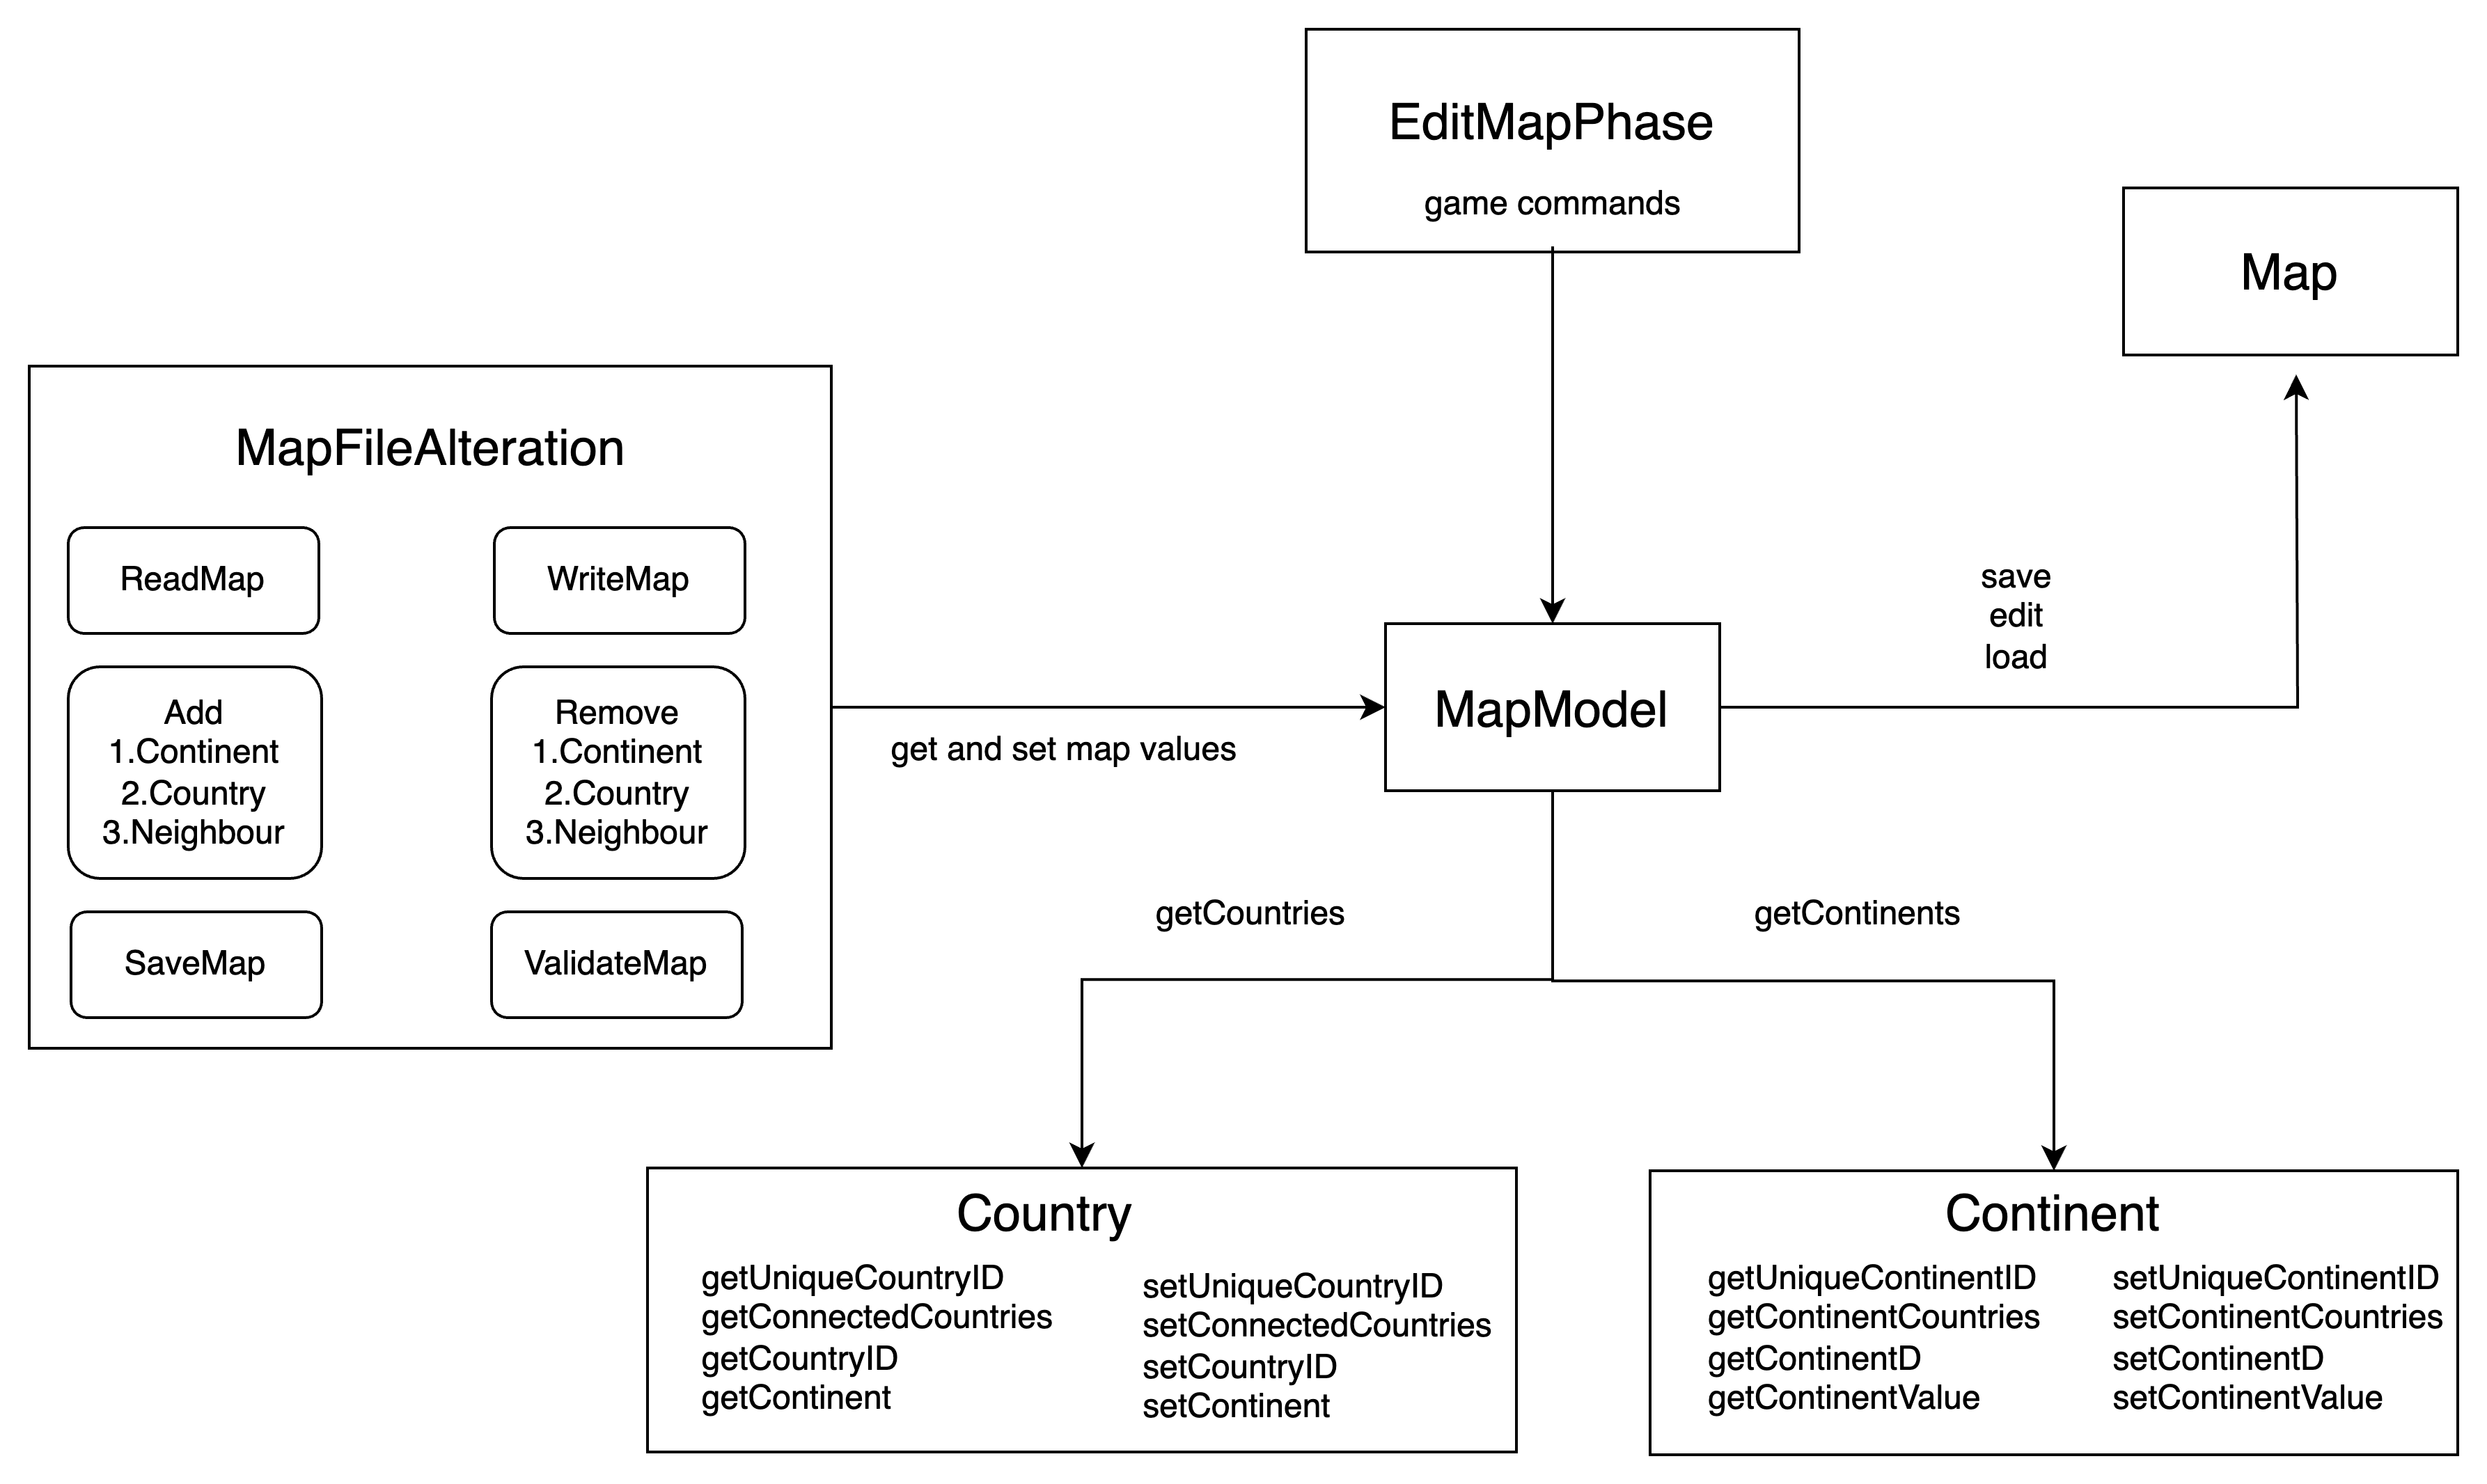 EditMapPhase
game commands
Map
MapFileAlteration
ReadMap
WriteMap
Add
1.Continent
2.Country
3.Neighbour
Remove
1.Continent
2.Country
3.Neighbour
SaveMap
ValidateMap
get and set map values
MapModel
save
edit
load
getCountries
getContinents
Country
getUniqueCountryID
getConnectedCountries
getCountryID
getContinent
setUniqueCountryID
setConnectedCountries
setCountryID
setContinent
Continent
getUniqueContinentID
getContinentCountries
getContinentD
getContinentValue
setUniqueContinentID
setContinentCountries
setContinentD
setContinentValue